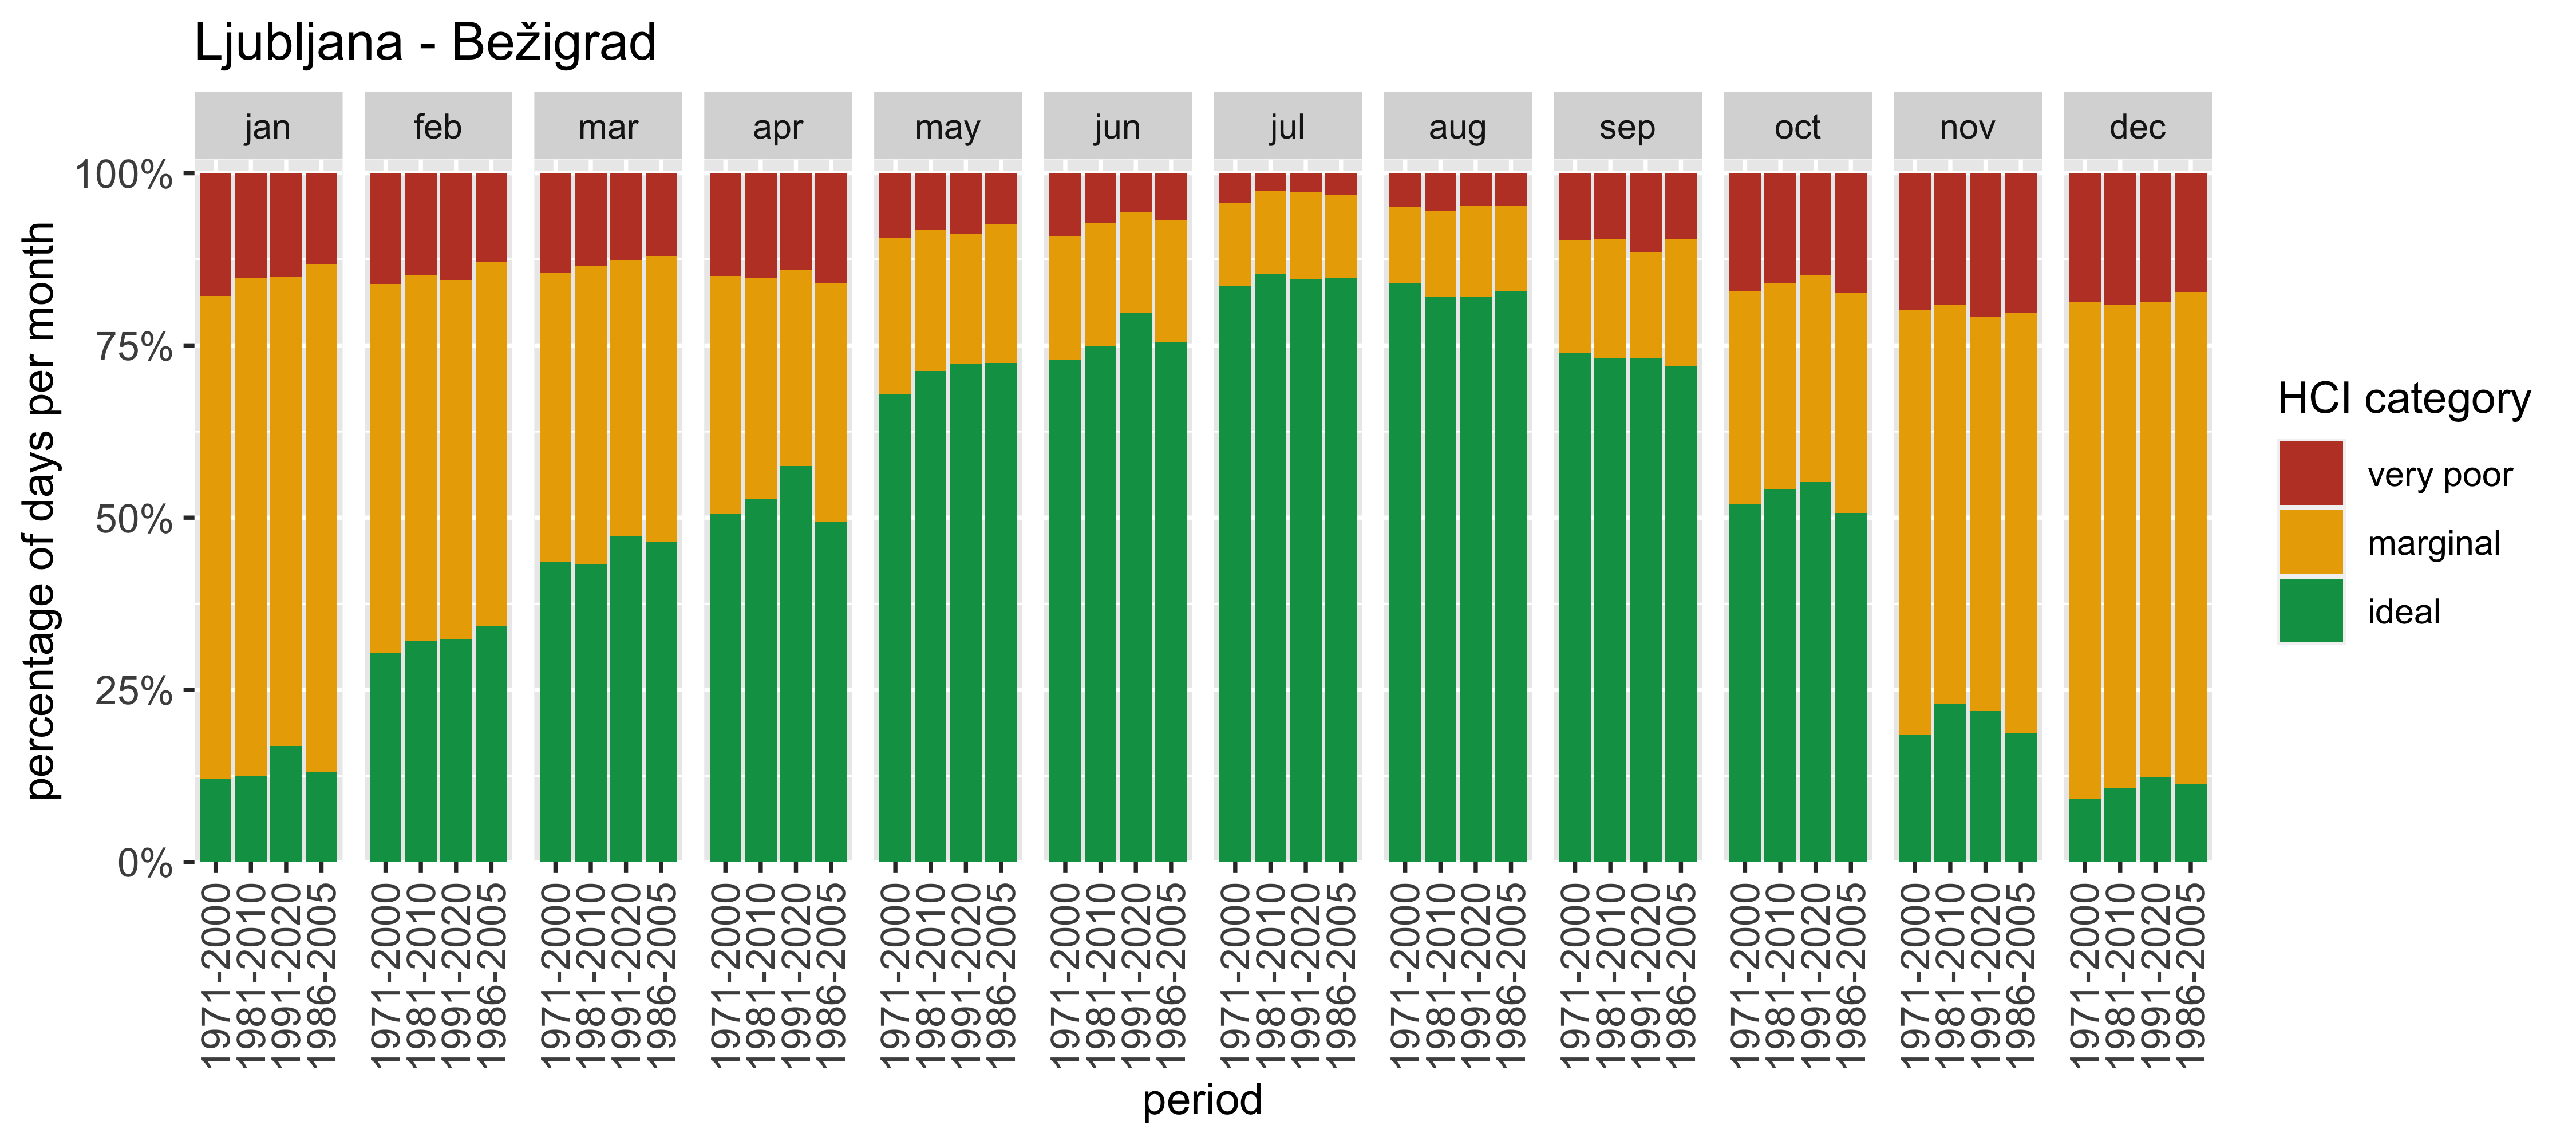 Ljubljana - Bežigrad
jan feb mar apr may jun jul aug sep oct nov dec
percentage of days per month
100%
75%
50%
25%
0%
1971-2000 1981-2010 1991-2020 1986-2005 1971-2000 1981-2010 1991-2020 1986-2005 1971-2000 1981-2010 1991-2020 1986-2005 1971-2000 1981-2010 1991-2020 1986-2005 1971-2000 1981-2010 1991-2020 1986-2005 1971-2000 1981-2010 1991-2020 1986-2005 1971-2000 1981-2010 1991-2020 1986-2005 1971-2000 1981-2010 1991-2020 1986-2005 1971-2000 1981-2010 1991-2020 1986-2005 1971-2000 1981-2010 1991-2020 1986-2005 1971-2000 1981-2010 1991-2020 1986-2005 1971-2000 1981-2010 1991-2020 1986-2005
period
HCI category
very poor
marginal
ideal